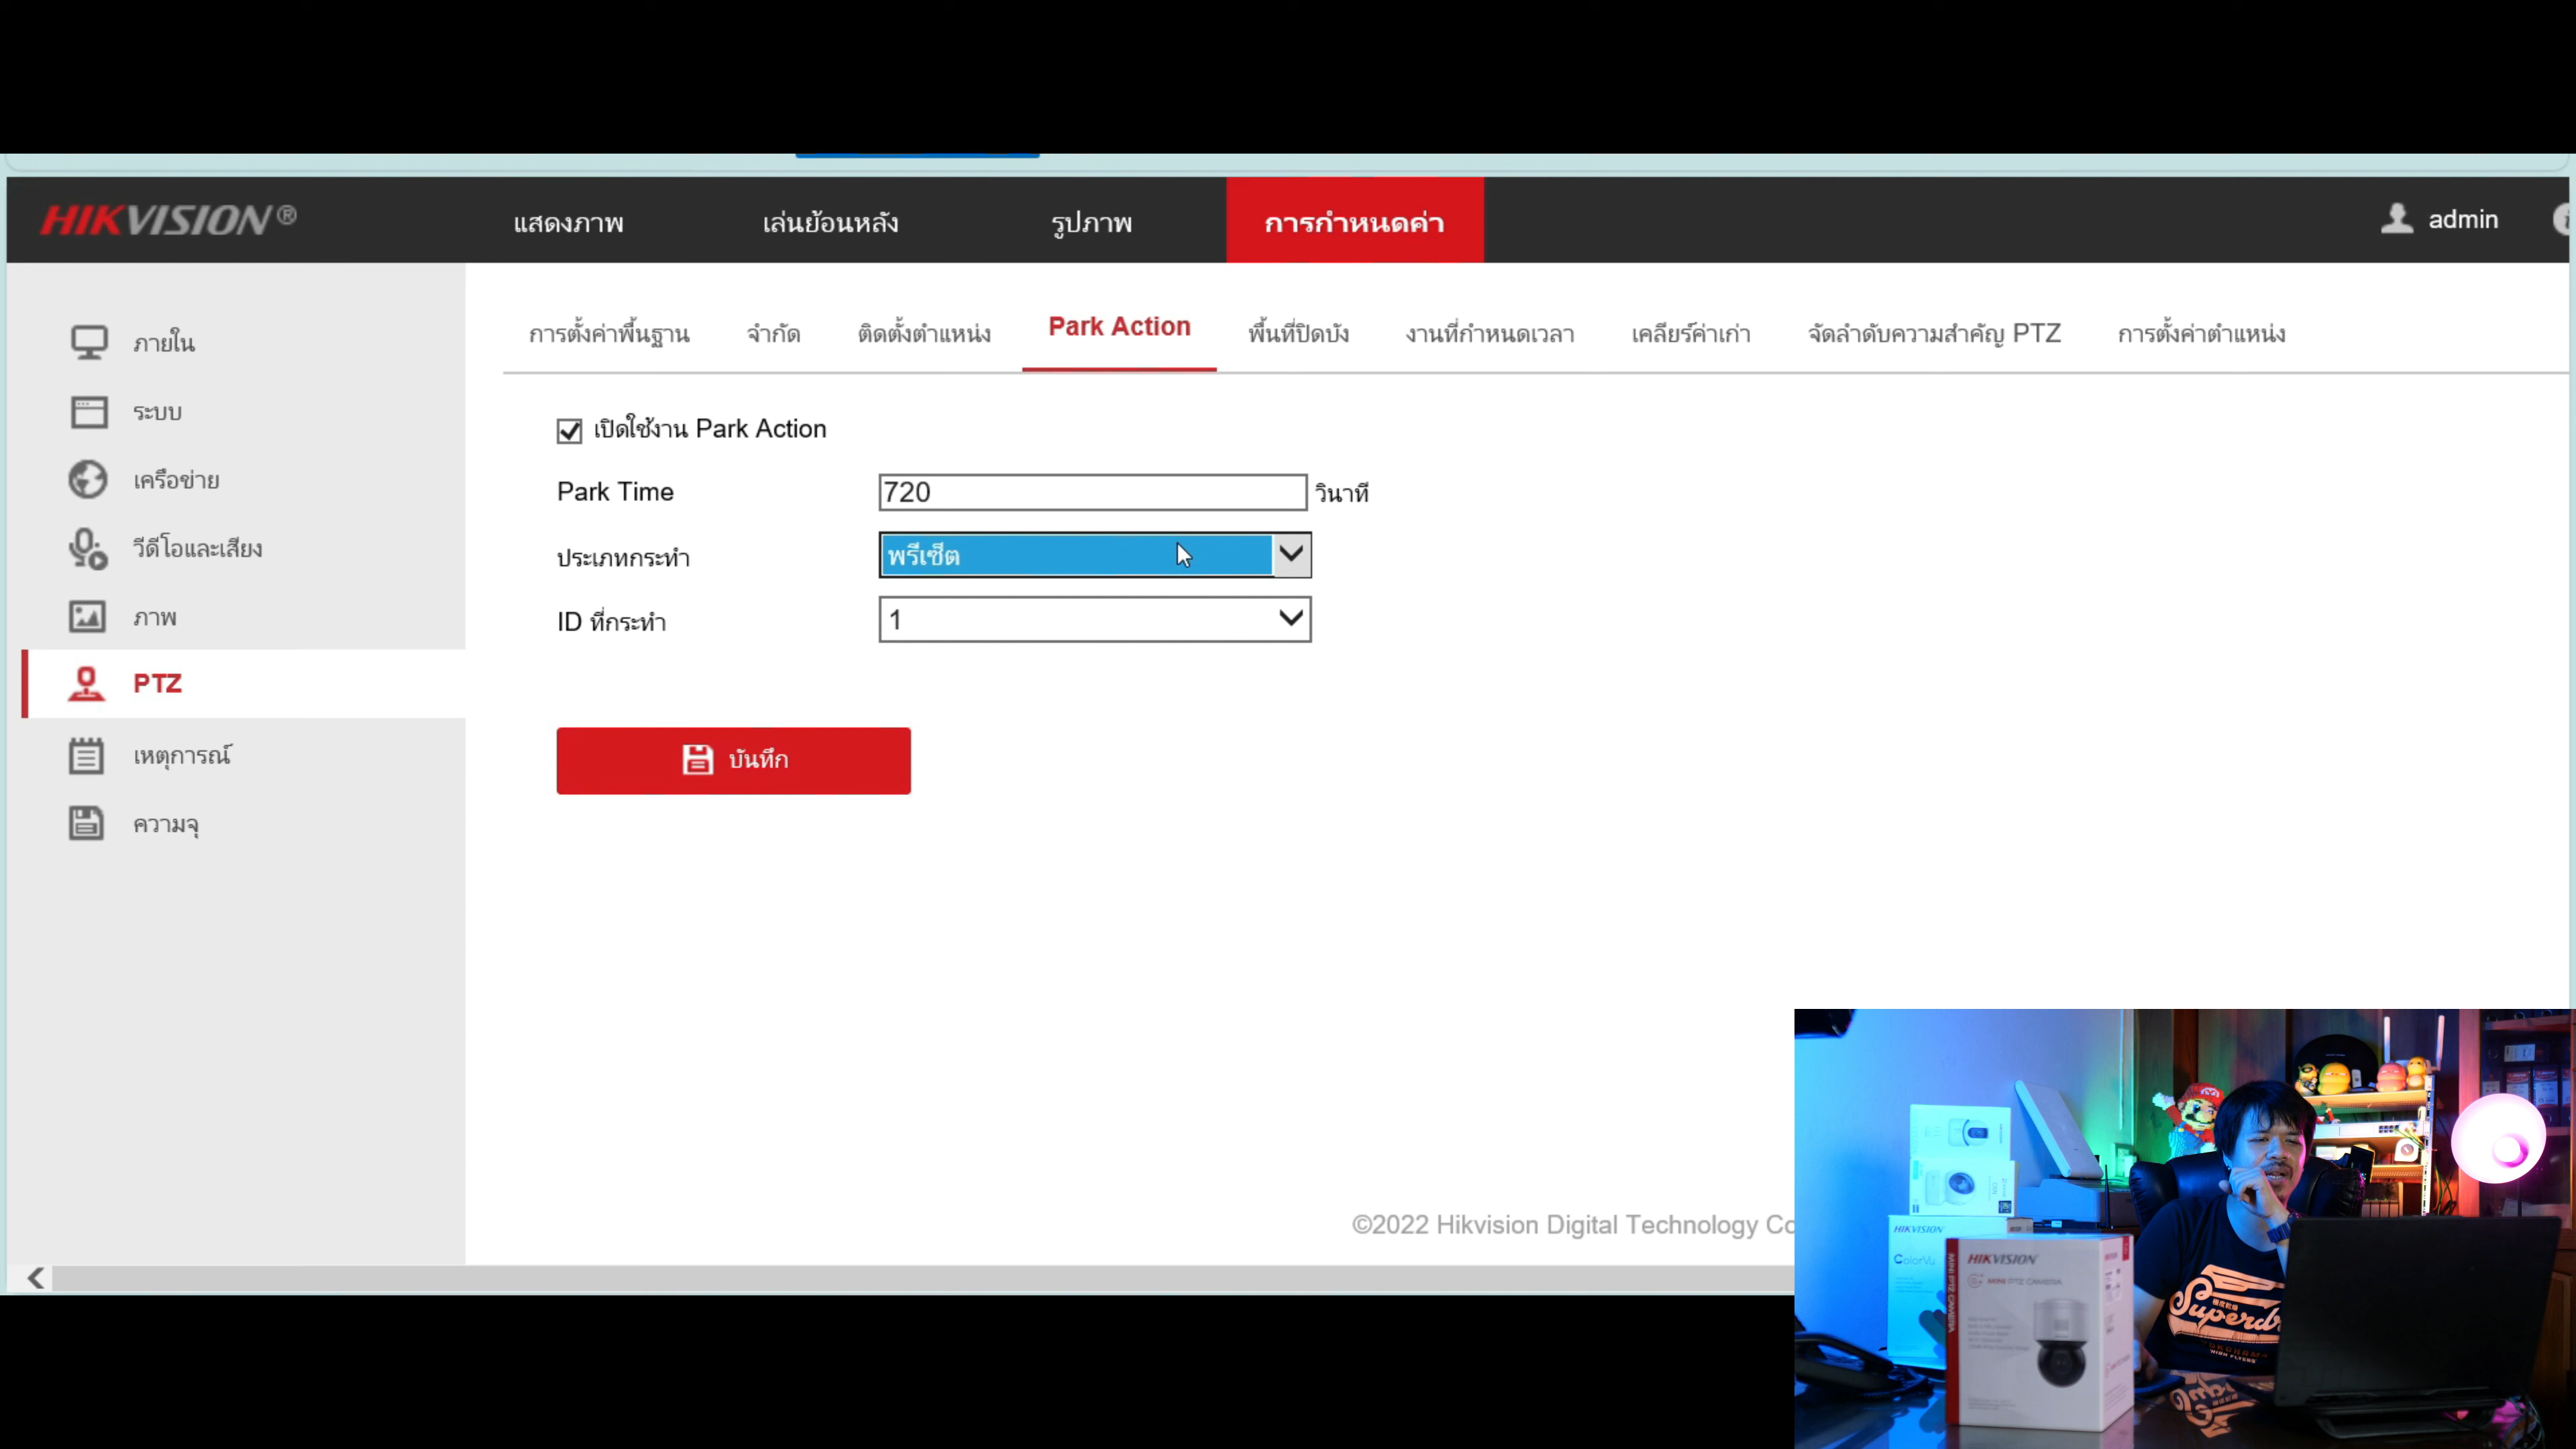 HIKVISION®
แสดงภาพ
เล่นย้อนหลัง
รูปภาพ
การกำหนดค่า
admin
ภายใน
ระบบ
เครือข่าย
วีดีโอและเสียง
ภาพ
PTZ
เหตุการณ์
ความจุ
การตั้งค่าพื้นฐาน
จำกัด
ติดตั้งตำแหน่ง
Park Action
พื้นที่ปิดบัง
งานที่กำหนดเวลา
เคลียร์ค่าเก่า
จัดลำดับความสำคัญ PTZ
การตั้งค่าตำแหน่ง
เปิดใช้งาน Park Action
Park Time
720
วินาที
ประเภทกระทำ
พรีเซ็ต
ID ที่กระทำ
1
บันทึก
©2022 Hikvision Digital Technology Co
HIKVISION
ColorVu
HIKVISION
MINI PTZ CAMERA
MINI PTZ CAMERA
Superd